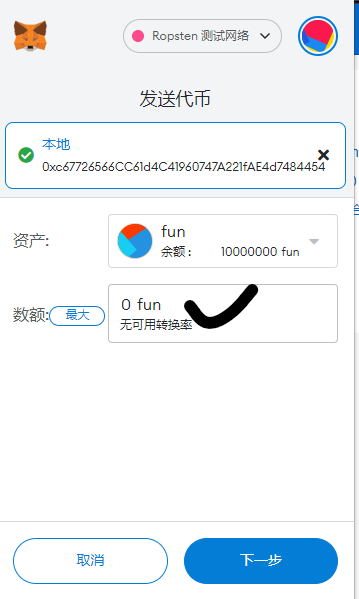 Ropsten 测试网络
发送代币
本地
0xc67726566CC61d4C41960747A221fAE4d7484454
资产:
fun
余额: 10000000 fun
数额:
最大
0 fun
无可用转换率
取消
下一步